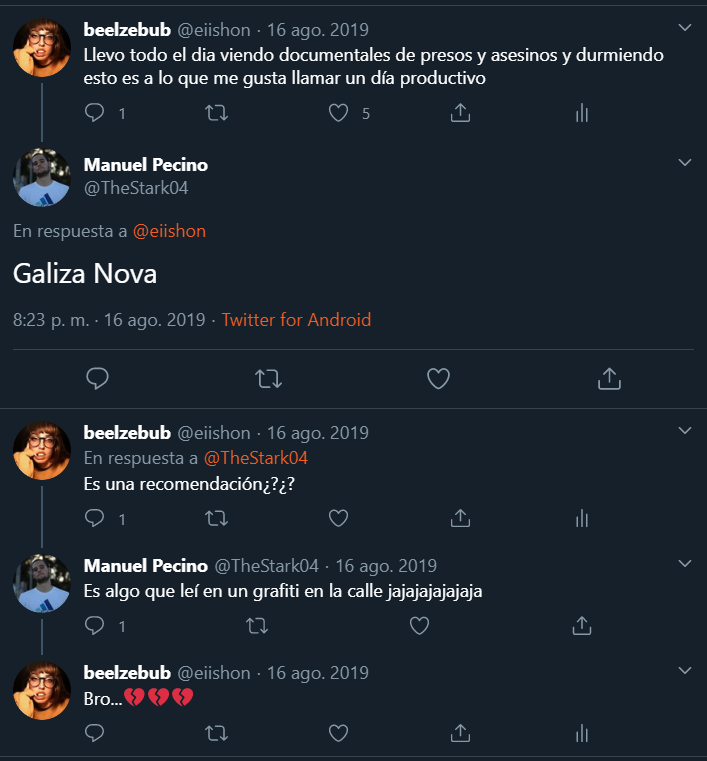 beelzebub @eiishon · 16 ago. 2019
Llevo todo el dia viendo documentales de presos y asesinos y durmiendo
esto es a lo que me gusta llamar un día productivo
1 5
Manuel Pecino
@TheStark04
En respuesta a @eiishon
Galiza Nova
8:23 p. m. · 16 ago. 2019 · Twitter for Android
beelzebub @eiishon · 16 ago. 2019
En respuesta a @TheStark04
Es una recomendación¿?¿?
1
Manuel Pecino @TheStark04 · 16 ago. 2019
Es algo que leí en un grafiti en la calle jajajajajajaja
1
beelzebub @eiishon · 16 ago. 2019
Bro...💔💔💔